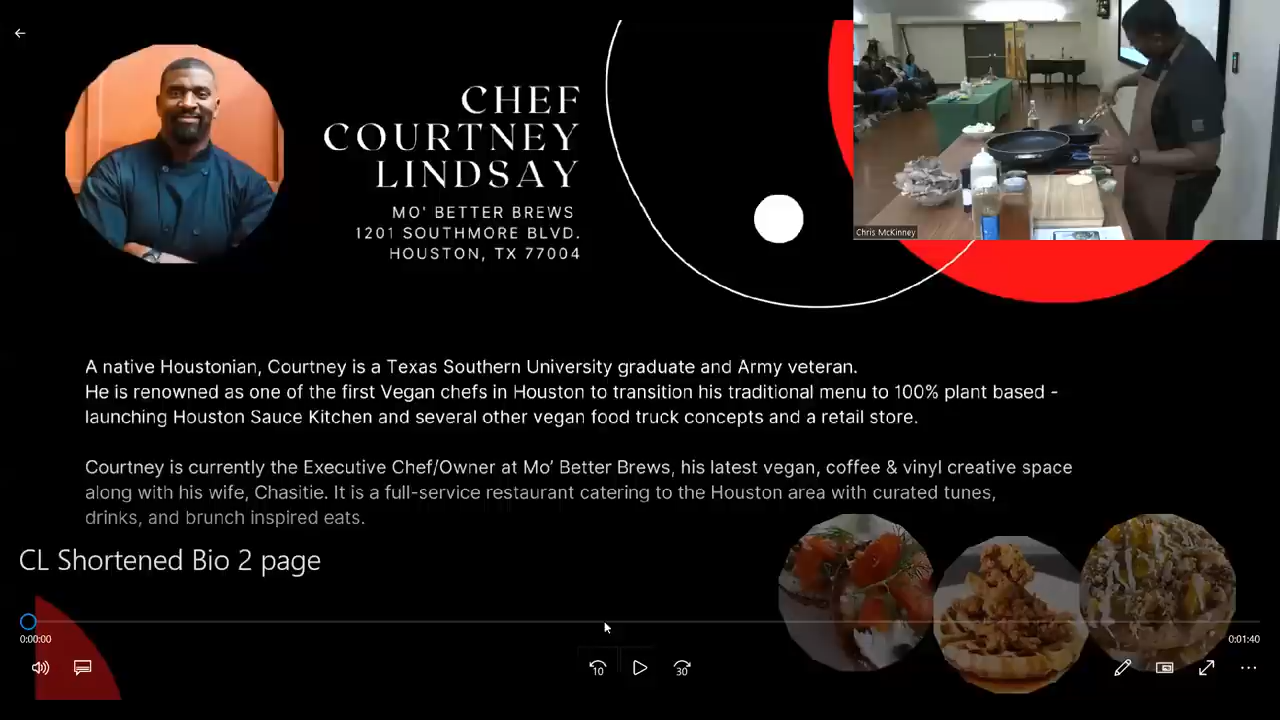 CHEF
COURTNEY
LINDSAY
MO' BETTER BREWS
1201 SOUTHMORE BLVD.
HOUSTON, TX 77004
Chris McKinney
A native Houstonian, Courtney is a Texas Southern University graduate and Army veteran.
He is renowned as one of the first Vegan chefs in Houston to transition his traditional menu to 100% plant based -
launching Houston Sauce Kitchen and several other vegan food truck concepts and a retail store.
Courtney is currently the Executive Chef/Owner at Mo' Better Brews, his latest vegan, coffee & vinyl creative space
along with his wife, Chasitie. It is a full-service restaurant catering to the Houston area with curated tunes,
drinks, and brunch inspired eats.
CL Shortened Bio 2 page
0:00:00
0:01:40
10
30